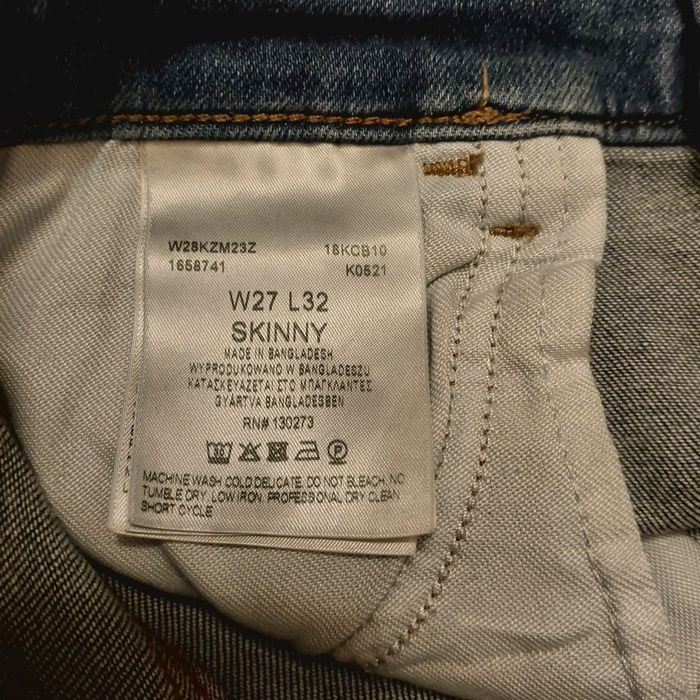 W28KZM23Z 18KCB10
1658741 K0521
W27 L32
SKINNY
MADE IN BANGLADESH
WYPRODUKOWANO W BANGLADESZU
ΚΑΤΑΣΚΕΥΑΖΕΤΑΙ ΣΤΟ ΜΠΑΓΚΛΑΝΤΕΣ
GYÁRTVA BANGLADESBEN
RN# 130273
30 P
MACHINE WASH COLD DELICATE. DO NOT BLEACH. NO
TUMBLE DRY. LOW IRON. PROFESSIONAL DRY CLEAN
SHORT CYCLE